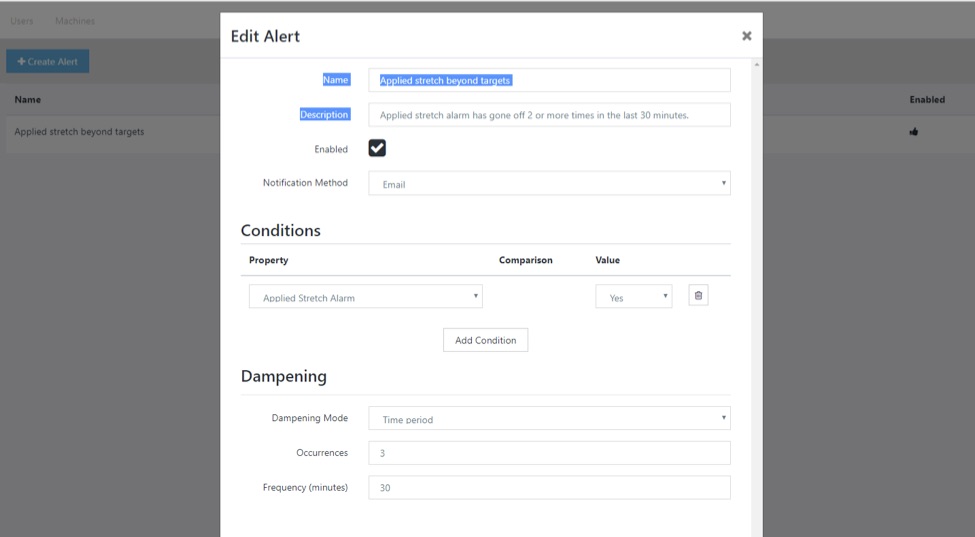 Users Machines
Edit Alert ✖
+ Create Alert
Name Enabled
Applied stretch beyond targets
Name Applied stretch beyond targets
Description Applied stretch alarm has gone off 2 or more times in the last 30 minutes.
Enabled
Notification Method Email
Conditions
Property Comparison Value
Applied Stretch Alarm Yes
Add Condition
Dampening
Dampening Mode Time period
Occurrences 3
Frequency (minutes) 30